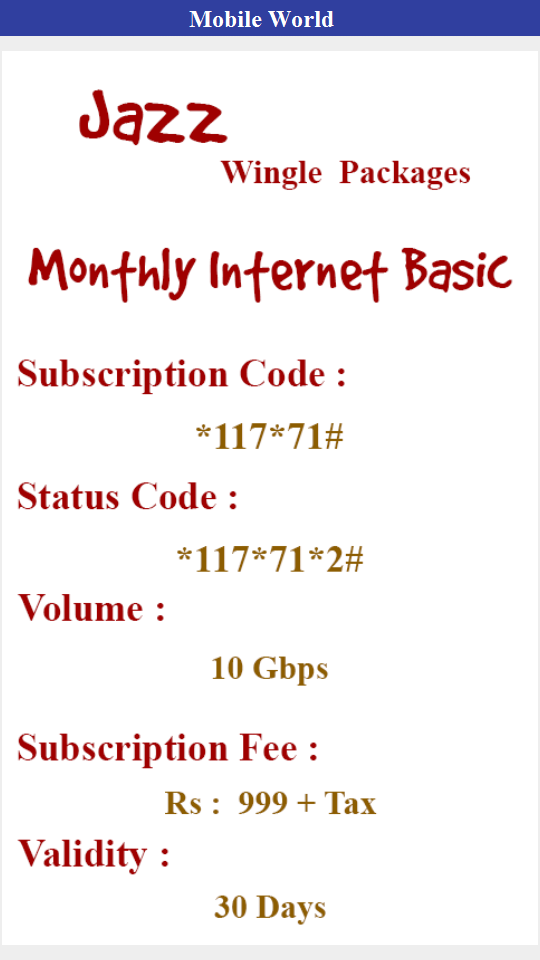 Mobile World
Jazz
Wingle Packages
Monthly Internet Basic
Subscription Code :
*117*71#
Status Code :
*117*71*2#
Volume :
10 Gbps
Subscription Fee :
Rs : 999 + Tax
Validity :
30 Days